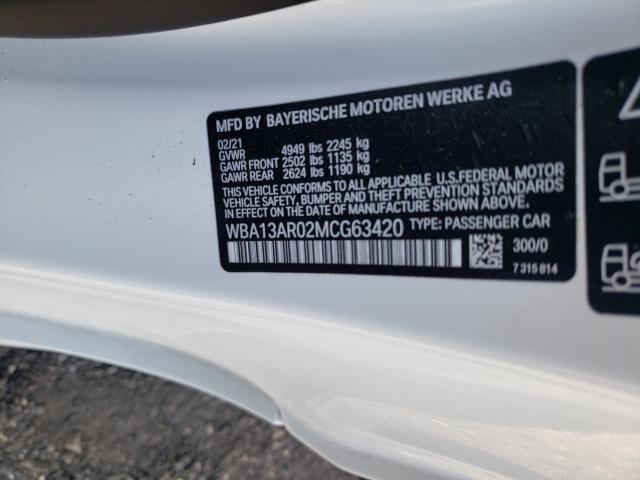 MFD BY BAYERISCHE MOTOREN WERKE AG
02/21
GVWR 4949 lbs 2245 kg
GAWR FRONT 2502 lbs 1135 kg
GAWR REAR 2624 lbs 1190 kg
THIS VEHICLE CONFORMS TO ALL APPLICABLE U.S.FEDERAL MOTOR
VEHICLE SAFETY, BUMPER, AND THEFT PREVENTION STANDARDS
IN EFFECT ON THE DATE OF MANUFACTURE SHOWN ABOVE.
WBA13AR02MCG63420 TYPE: PASSENGER CAR
300/0
7 315 814